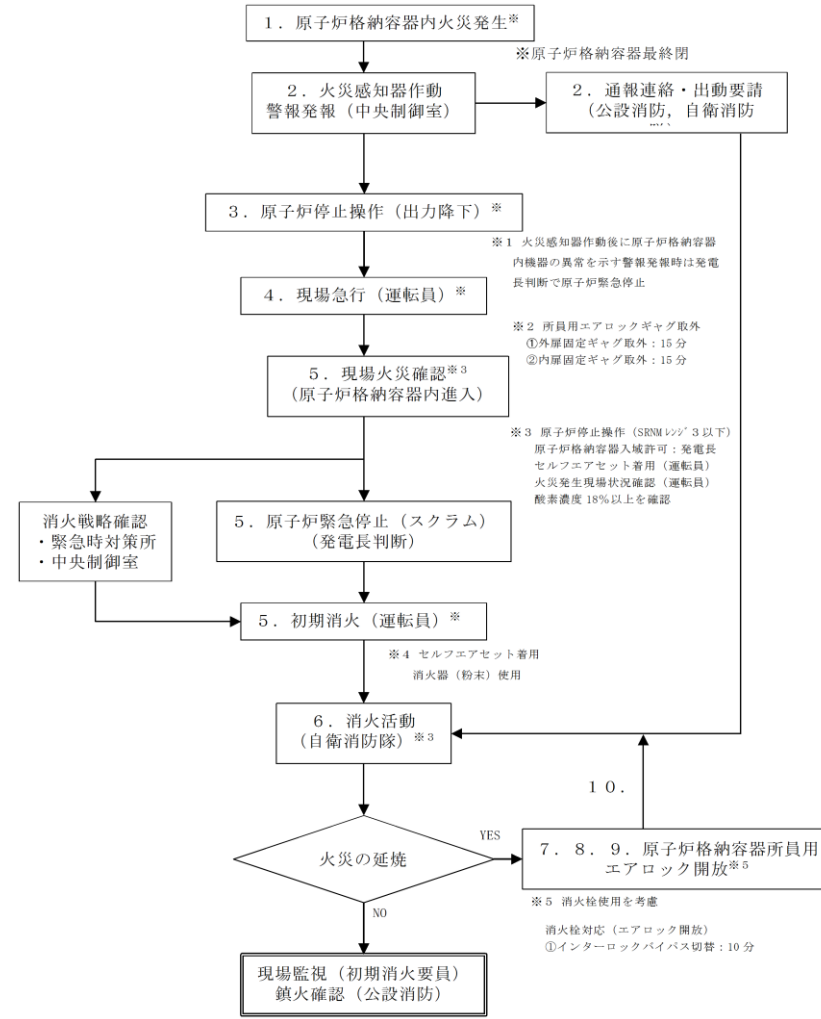 １．原子炉格納容器内火災発生※
※原子炉格納容器最終閉
２．火災感知器作動
警報発報（中央制御室）
２．通報連絡・出動要請
（公設消防，自衛消防
３．原子炉停止操作（出力降下）※
※１ 火災感知器作動後に原子炉格納容器
内機器の異常を示す警報発報時は発電
長判断で原子炉緊急停止
４．現場急行（運転員）※
※２ 所員用エアロックギャグ取外
①外扉固定ギャグ取外：15分
②内扉固定ギャグ取外：15分
５．現場火災確認※３
（原子炉格納容器内進入）
※３ 原子炉停止操作（SRNMﾚﾝｼﾞ３以下）
原子炉格納容器入域許可：発電長
セルフエアセット着用（運転員）
火災発生現場状況確認（運転員）
酸素濃度18％以上を確認
消火戦略確認
・緊急時対策所
・中央制御室
５．原子炉緊急停止（スクラム）
（発電長判断）
５．初期消火（運転員）※
※４ セルフエアセット着用
消火器（粉末）使用
６．消火活動
（自衛消防隊）※３
１０．
火災の延焼
YES
７．８．９．原子炉格納容器所員用
エアロック開放※５
NO
※５ 消火栓使用を考慮
消火栓対応（エアロック開放）
①インターロックバイパス切替：10分
現場監視（初期消火要員）
鎮火確認（公設消防）